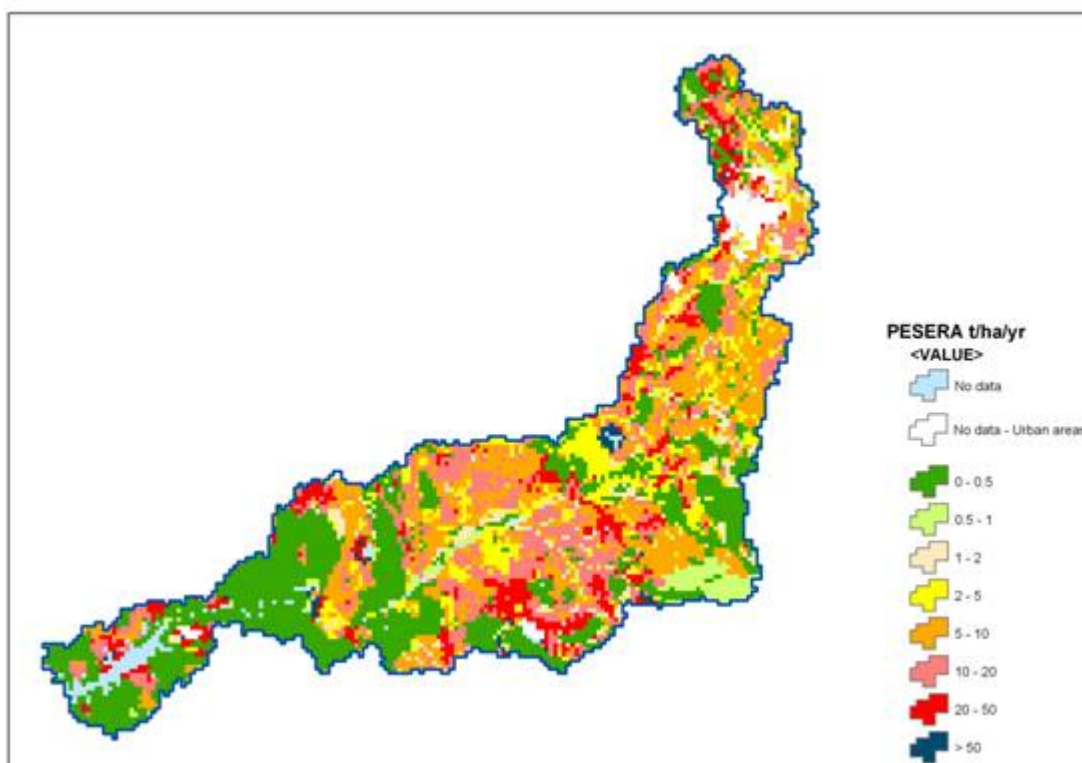 PESERA t/ha/yr
<VALUE>
No data
No data - Urban areas
0 - 0.5
0.5 - 1
1 - 2
2 - 5
5 - 10
10 - 20
20 - 50
> 50